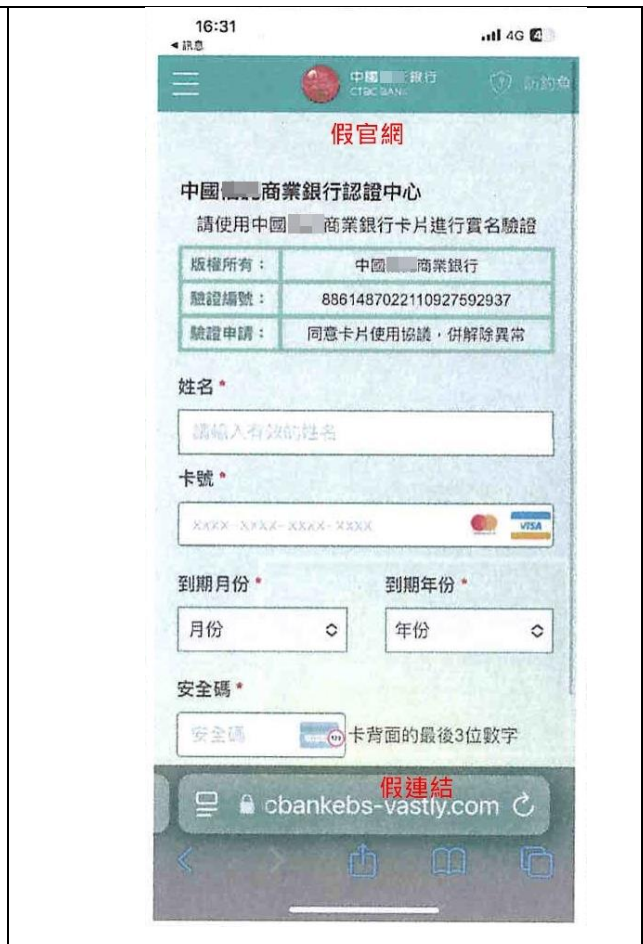 16:31
◀ 訊息
4G 4
中國 銀行
CTBC BANK
防釣魚
假官網
中國 商業銀行認證中心
請使用中國 商業銀行卡片進行實名驗證
版權所有： 中國 商業銀行
驗證編號： 8861487022110927592937
驗證申請： 同意卡片使用協議，併解除異常
姓名 *
請輸入有效的姓名
卡號 *
XXXX-XXXX-XXXX-XXXX
VISA
到期月份 * 到期年份 *
月份 年份
安全碼 *
安全碼 卡背面的最後3位數字
假連結
cbankebs-vastly.com